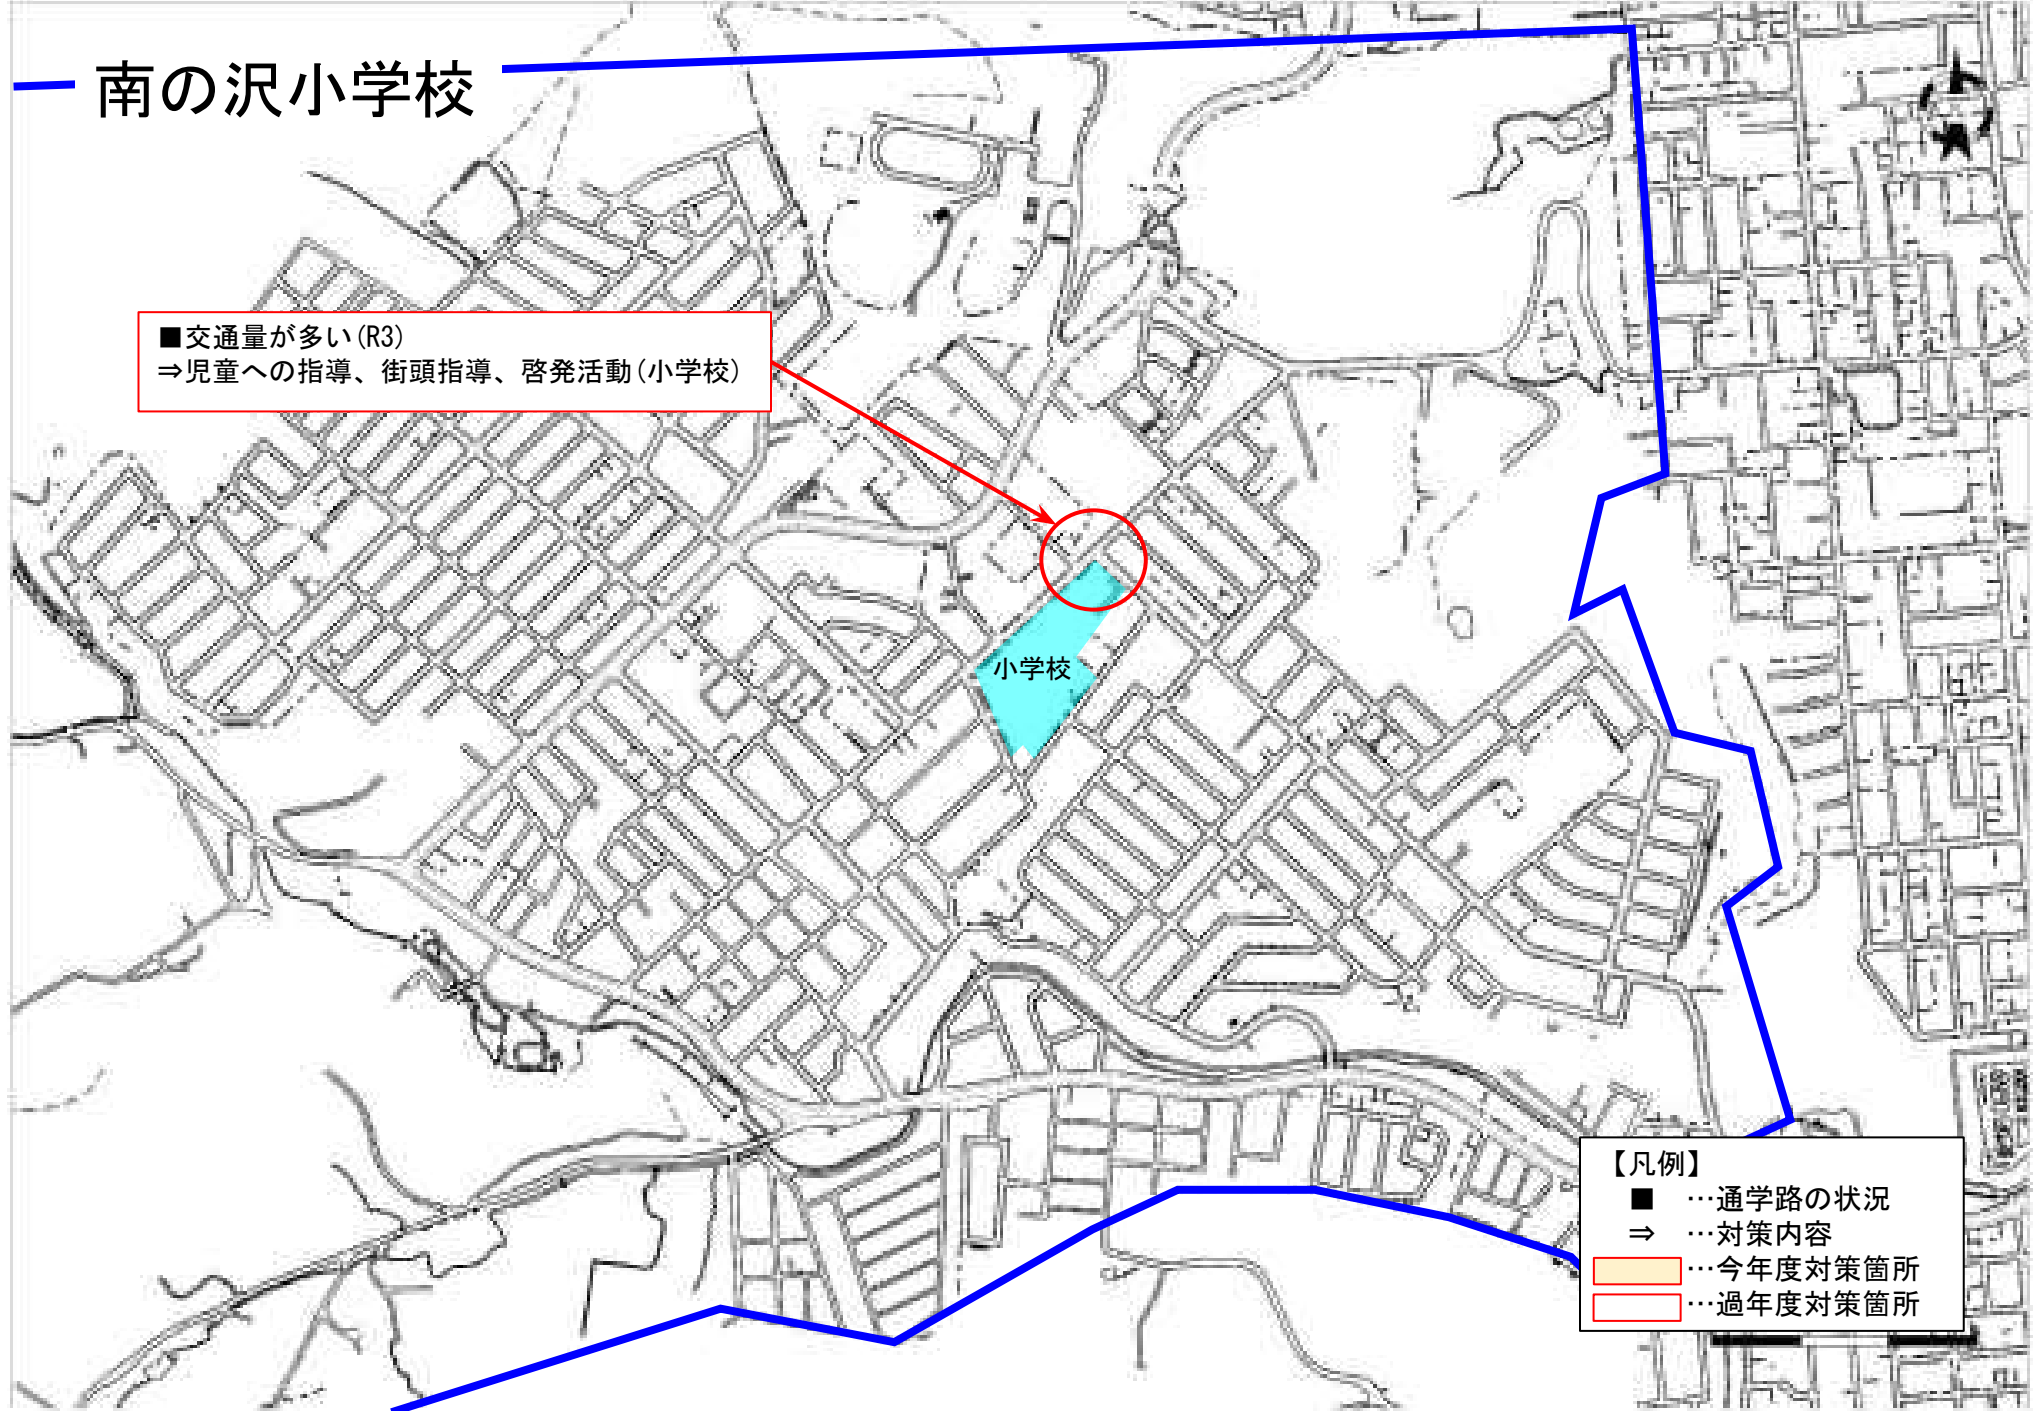 南の沢小学校
■交通量が多い(R3)
⇒児童への指導、街頭指導、啓発活動(小学校)
小学校
【凡例】
■ …通学路の状況
⇒ …対策内容
…今年度対策箇所
…過年度対策箇所